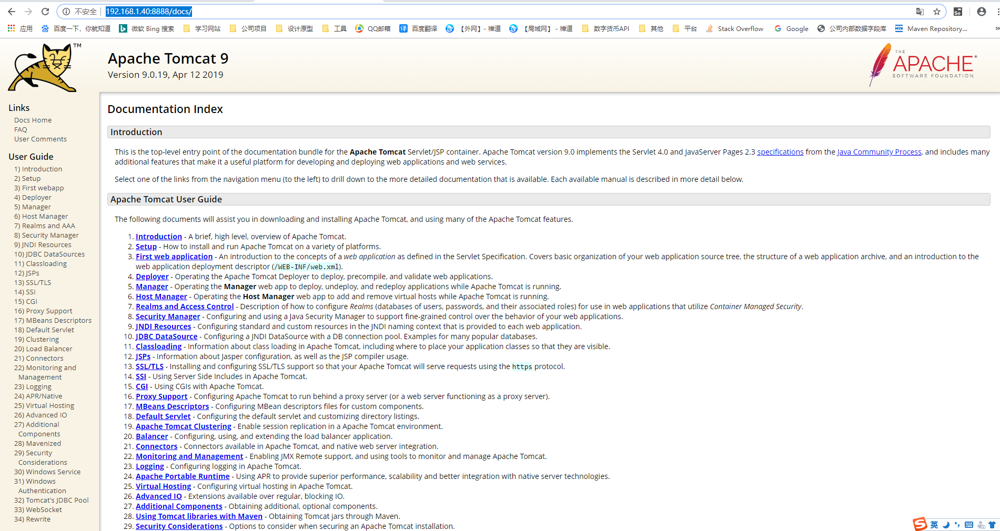 不安全 192.168.1.40:8888/docs/
应用 百度一下，你就知道 微软 Bing 搜索 学习网站 公司项目 设计原型 工具 QQ邮箱 百度翻译 【外网】 - 禅道 【局域网】 - 禅道 数字货币API 其他 平台 Stack Overflow Google 公司内部数据字段库 Maven Repository...
TM
Apache Tomcat 9
Version 9.0.19, Apr 12 2019
THE
APACHE®
SOFTWARE FOUNDATION
Links
Docs Home
FAQ
User Comments
User Guide
1) Introduction
2) Setup
3) First webapp
4) Deployer
5) Manager
6) Host Manager
7) Realms and AAA
8) Security Manager
9) JNDI Resources
10) JDBC DataSources
11) Classloading
12) JSPs
13) SSL/TLS
14) SSI
15) CGI
16) Proxy Support
17) MBeans Descriptors
18) Default Servlet
19) Clustering
20) Load Balancer
21) Connectors
22) Monitoring and
Management
23) Logging
24) APR/Native
25) Virtual Hosting
26) Advanced IO
27) Additional
Components
28) Mavenized
29) Security
Considerations
30) Windows Service
31) Windows
Authentication
32) Tomcat's JDBC Pool
33) WebSocket
34) Rewrite
Documentation Index
Introduction
This is the top-level entry point of the documentation bundle for the Apache Tomcat Servlet/JSP container. Apache Tomcat version 9.0 implements the Servlet 4.0 and JavaServer Pages 2.3 specifications from the Java Community Process, and includes many
additional features that make it a useful platform for developing and deploying web applications and web services.
Select one of the links from the navigation menu (to the left) to drill down to the more detailed documentation that is available. Each available manual is described in more detail below.
Apache Tomcat User Guide
The following documents will assist you in downloading and installing Apache Tomcat, and using many of the Apache Tomcat features.
1. Introduction - A brief, high level, overview of Apache Tomcat.
2. Setup - How to install and run Apache Tomcat on a variety of platforms.
3. First web application - An introduction to the concepts of a web application as defined in the Servlet Specification. Covers basic organization of your web application source tree, the structure of a web application archive, and an introduction to the
web application deployment descriptor (/WEB-INF/web.xml).
4. Deployer - Operating the Apache Tomcat Deployer to deploy, precompile, and validate web applications.
5. Manager - Operating the Manager web app to deploy, undeploy, and redeploy applications while Apache Tomcat is running.
6. Host Manager - Operating the Host Manager web app to add and remove virtual hosts while Apache Tomcat is running.
7. Realms and Access Control - Description of how to configure Realms (databases of users, passwords, and their associated roles) for use in web applications that utilize Container Managed Security.
8. Security Manager - Configuring and using a Java Security Manager to support fine-grained control over the behavior of your web applications.
9. JNDI Resources - Configuring standard and custom resources in the JNDI naming context that is provided to each web application.
10. JDBC DataSource - Configuring a JNDI DataSource with a DB connection pool. Examples for many popular databases.
11. Classloading - Information about class loading in Apache Tomcat, including where to place your application classes so that they are visible.
12. JSPs - Information about Jasper configuration, as well as the JSP compiler usage.
13. SSL/TLS - Installing and configuring SSL/TLS support so that your Apache Tomcat will serve requests using the https protocol.
14. SSI - Using Server Side Includes in Apache Tomcat.
15. CGI - Using CGIs with Apache Tomcat.
16. Proxy Support - Configuring Apache Tomcat to run behind a proxy server (or a web server functioning as a proxy server).
17. MBeans Descriptors - Configuring MBean descriptors files for custom components.
18. Default Servlet - Configuring the default servlet and customizing directory listings.
19. Apache Tomcat Clustering - Enable session replication in a Apache Tomcat environment.
20. Balancer - Configuring, using, and extending the load balancer application.
21. Connectors - Connectors available in Apache Tomcat, and native web server integration.
22. Monitoring and Management - Enabling JMX Remote support, and using tools to monitor and manage Apache Tomcat.
23. Logging - Configuring logging in Apache Tomcat.
24. Apache Portable Runtime - Using APR to provide superior performance, scalability and better integration with native server technologies.
25. Virtual Hosting - Configuring virtual hosting in Apache Tomcat.
26. Advanced IO - Extensions available over regular, blocking IO.
27. Additional Components - Obtaining additional, optional components.
28. Using Tomcat libraries with Maven - Obtaining Tomcat jars through Maven.
29. Security Considerations - Options to consider when securing an Apache Tomcat installation.
英